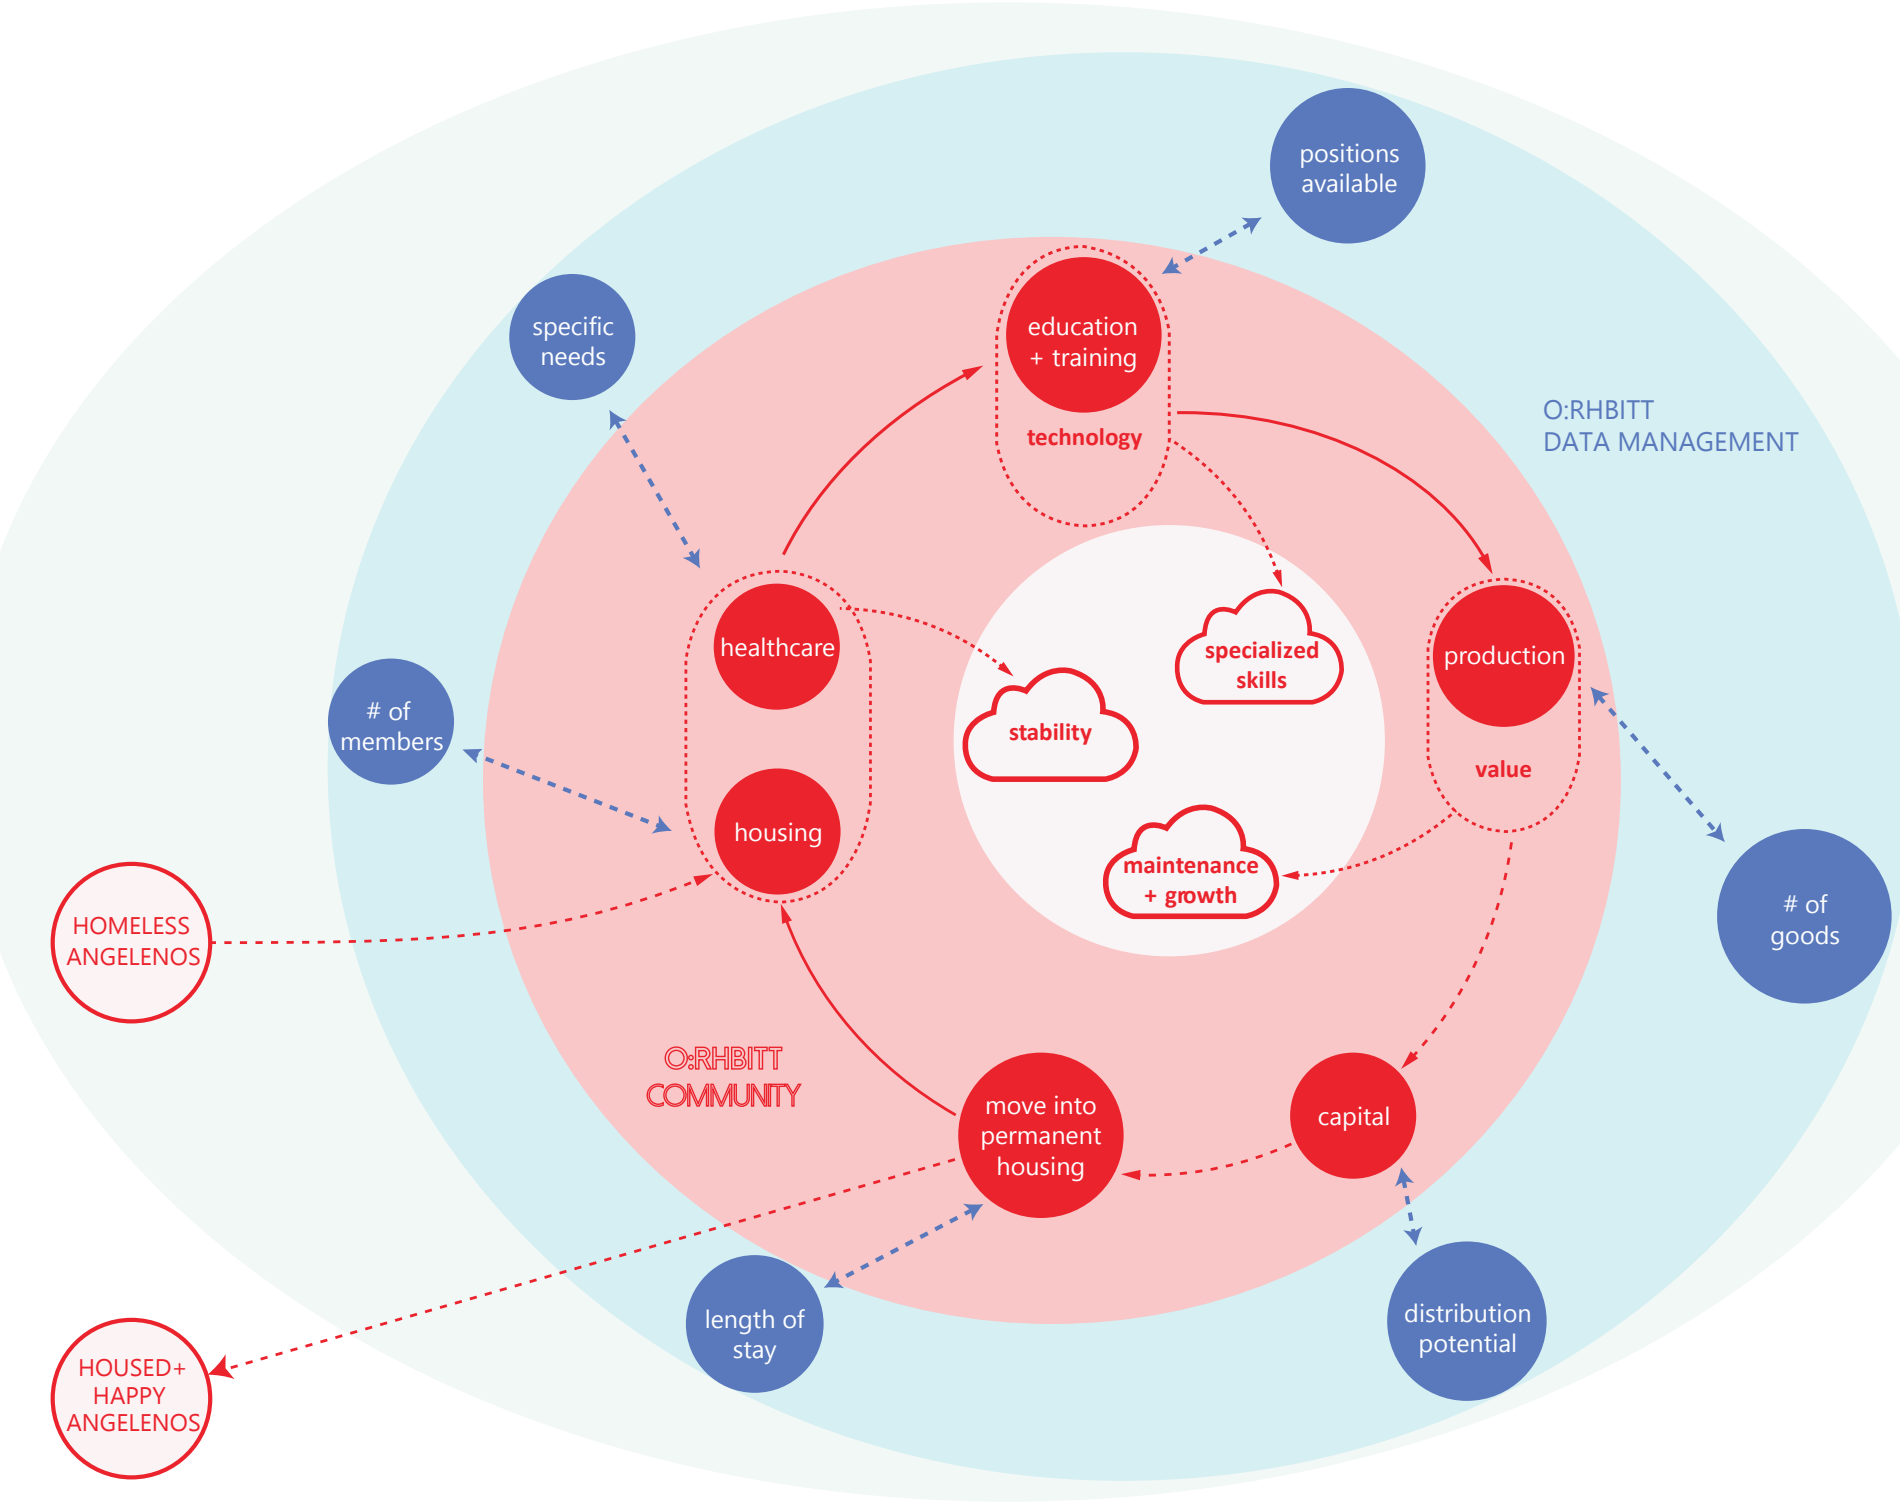 positions
available
specific
needs
education
+ training
technology
O:RHBITT
DATA MANAGEMENT
healthcare
specialized
skills
production
# of
members
stability
value
housing
maintenance
+ growth
HOMELESS
ANGELENOS
# of
goods
O:RHBITT
COMMUNITY
move into
permanent
housing
capital
length of
stay
distribution
potential
HOUSED+
HAPPY
ANGELENOS